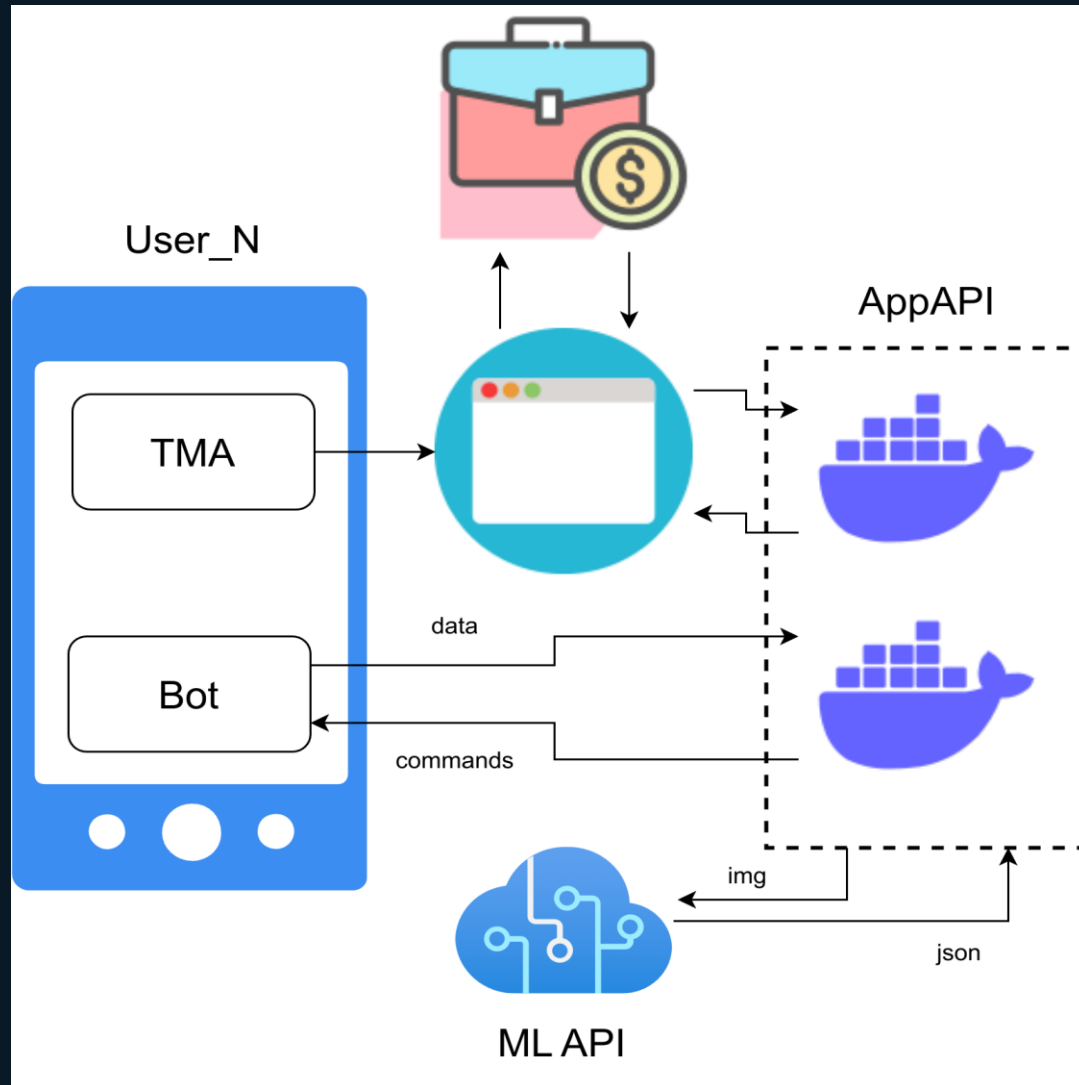 User_N
AppAPI
TMA
data
Bot
commands
img
json
ML API
$